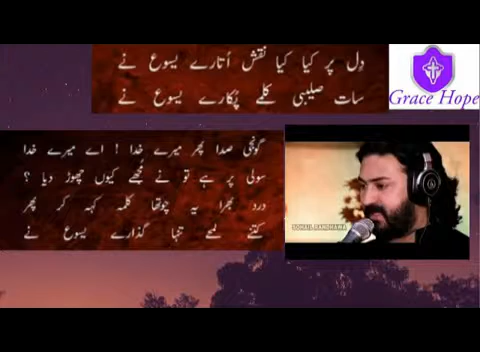 دل پر کیا کیا نقش اُتارے یسوع نے
سات صلیبی کلمے پُکارے یسوع نے
Grace Hope
گونجی صدا پھر میرے خدا ! اے میرے خدا
سولی پر ہے تو نے مجھے کیوں چھوڑ دیا ؟
درد بھرا یہ چوتھا کلمہ کہہ کر پھر
کتنے لمحے تنہا گذارے یسوع نے
SOHAIL RANDHAWA